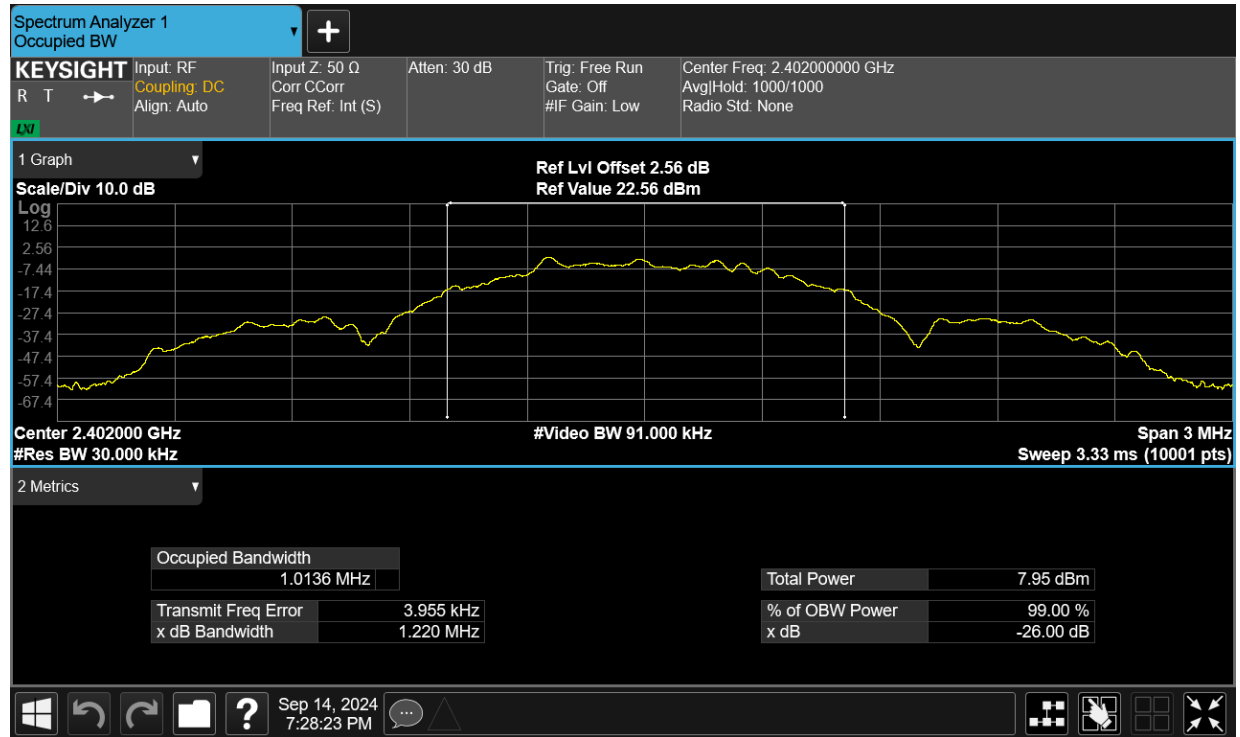 Spectrum Analyzer 1
Occupied BW
KEYSIGHT
R T
LXI
Input: RF
Coupling: DC
Align: Auto
Input Z: 50 Ω
Corr CCorr
Freq Ref: Int (S)
Atten: 30 dB
Trig: Free Run
Gate: Off
#IF Gain: Low
Center Freq: 2.402000000 GHz
Avg|Hold: 1000/1000
Radio Std: None
1 Graph
Scale/Div 10.0 dB
Ref Lvl Offset 2.56 dB
Ref Value 22.56 dBm
Log
12.6
2.56
-7.44
-17.4
-27.4
-37.4
-47.4
-57.4
-67.4
Center 2.402000 GHz
#Video BW 91.000 kHz
Span 3 MHz
#Res BW 30.000 kHz
Sweep 3.33 ms (10001 pts)
2 Metrics
Occupied Bandwidth
1.0136 MHz
Total Power 7.95 dBm
Transmit Freq Error 3.955 kHz
% of OBW Power 99.00 %
x dB Bandwidth 1.220 MHz
x dB -26.00 dB
?
Sep 14, 2024
7:28:23 PM